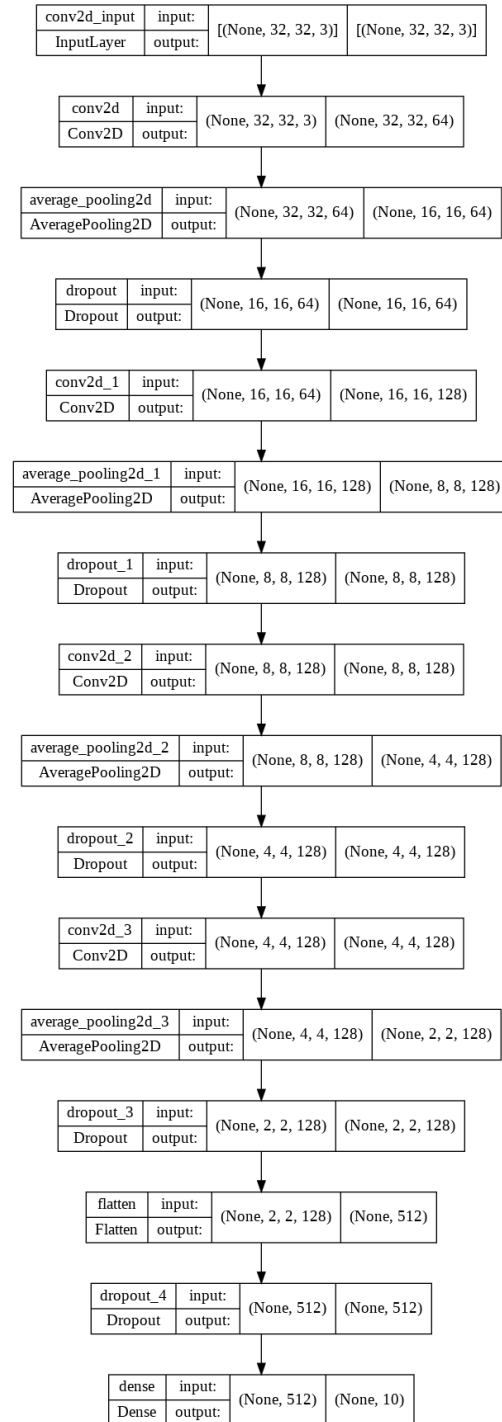 conv2d_input input: [(None, 32, 32, 3)] [(None, 32, 32, 3)]
InputLayer output:
conv2d input: (None, 32, 32, 3) (None, 32, 32, 64)
Conv2D output:
average_pooling2d input: (None, 32, 32, 64) (None, 16, 16, 64)
AveragePooling2D output:
dropout input: (None, 16, 16, 64) (None, 16, 16, 64)
Dropout output:
conv2d_1 input: (None, 16, 16, 64) (None, 16, 16, 128)
Conv2D output:
average_pooling2d_1 input: (None, 16, 16, 128) (None, 8, 8, 128)
AveragePooling2D output:
dropout_1 input: (None, 8, 8, 128) (None, 8, 8, 128)
Dropout output:
conv2d_2 input: (None, 8, 8, 128) (None, 8, 8, 128)
Conv2D output:
average_pooling2d_2 input: (None, 8, 8, 128) (None, 4, 4, 128)
AveragePooling2D output:
dropout_2 input: (None, 4, 4, 128) (None, 4, 4, 128)
Dropout output:
conv2d_3 input: (None, 4, 4, 128) (None, 4, 4, 128)
Conv2D output:
average_pooling2d_3 input: (None, 4, 4, 128) (None, 2, 2, 128)
AveragePooling2D output:
dropout_3 input: (None, 2, 2, 128) (None, 2, 2, 128)
Dropout output:
flatten input: (None, 2, 2, 128) (None, 512)
Flatten output:
dropout_4 input: (None, 512) (None, 512)
Dropout output:
dense input: (None, 512) (None, 10)
Dense output: